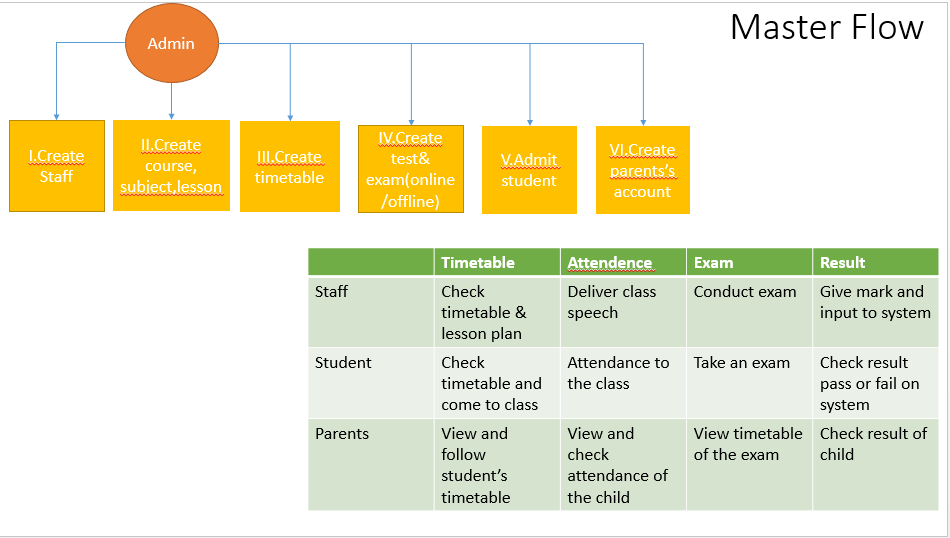 Master Flow
Admin
I.Create
Staff
II.Create
course,
subject,lesson
III.Create
timetable
IV.Create
test&
exam(online
/offline)
V.Admit
student
VI.Create
parents’s
account
Timetable
Attendence
Exam
Result
Staff
Check
timetable &
lesson plan
Deliver class
speech
Conduct exam
Give mark and
input to system
Student
Check
timetable and
come to class
Attendance to
the class
Take an exam
Check result
pass or fail on
system
Parents
View and
follow
student’s
timetable
View and
check
attendance of
the child
View timetable
of the exam
Check result of
child